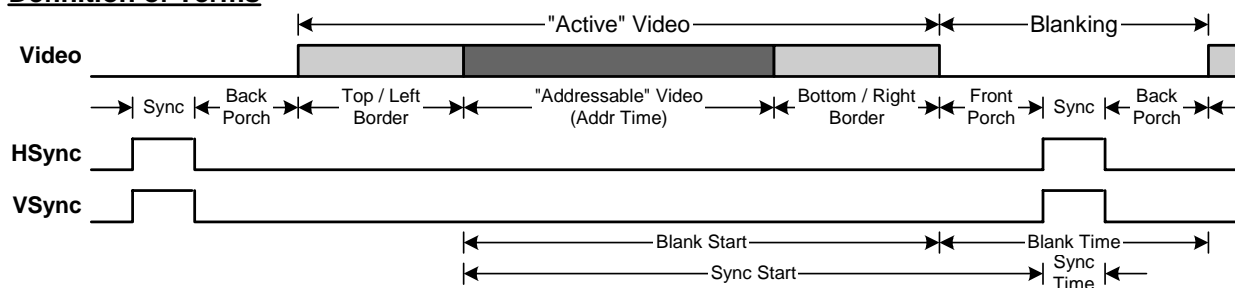 Definition of Terms
"Active" Video Blanking
Video
Sync Back Porch Top / Left Border "Addressable" Video (Addr Time) Bottom / Right Border Front Porch Sync Back Porch
HSync
VSync
Blank Start Blank Time
Sync Start Sync Time